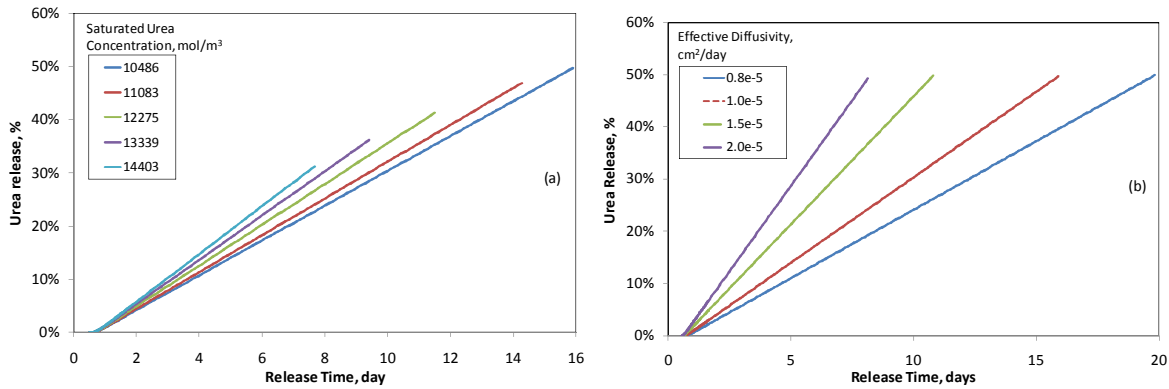 60%
50%
40%
30%
20%
10%
0%
Urea release, %
Saturated Urea
Concentration, mol/m³
10486
11083
12275
13339
14403
(a)
0 2 4 6 8 10 12 14 16
Release Time, day
60%
50%
40%
30%
20%
10%
0%
Urea Release, %
Effective Diffusivity,
cm²/day
0.8e-5
1.0e-5
1.5e-5
2.0e-5
(b)
0 5 10 15 20
Release Time, days